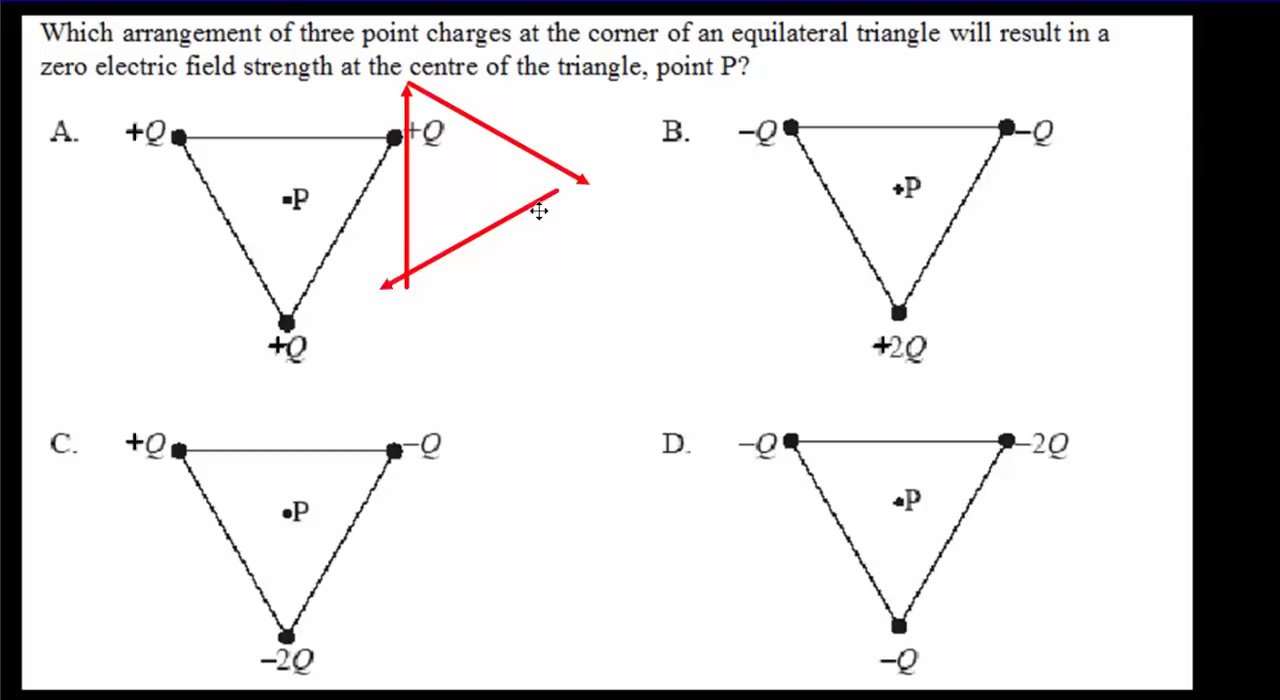 Which arrangement of three point charges at the corner of an equilateral triangle will result in a
zero electric field strength at the centre of the triangle, point P?
A. +Q +Q
P
+Q
B. −Q −Q
P
+2Q
C. +Q −Q
P
−2Q
D. −Q −2Q
P
−Q